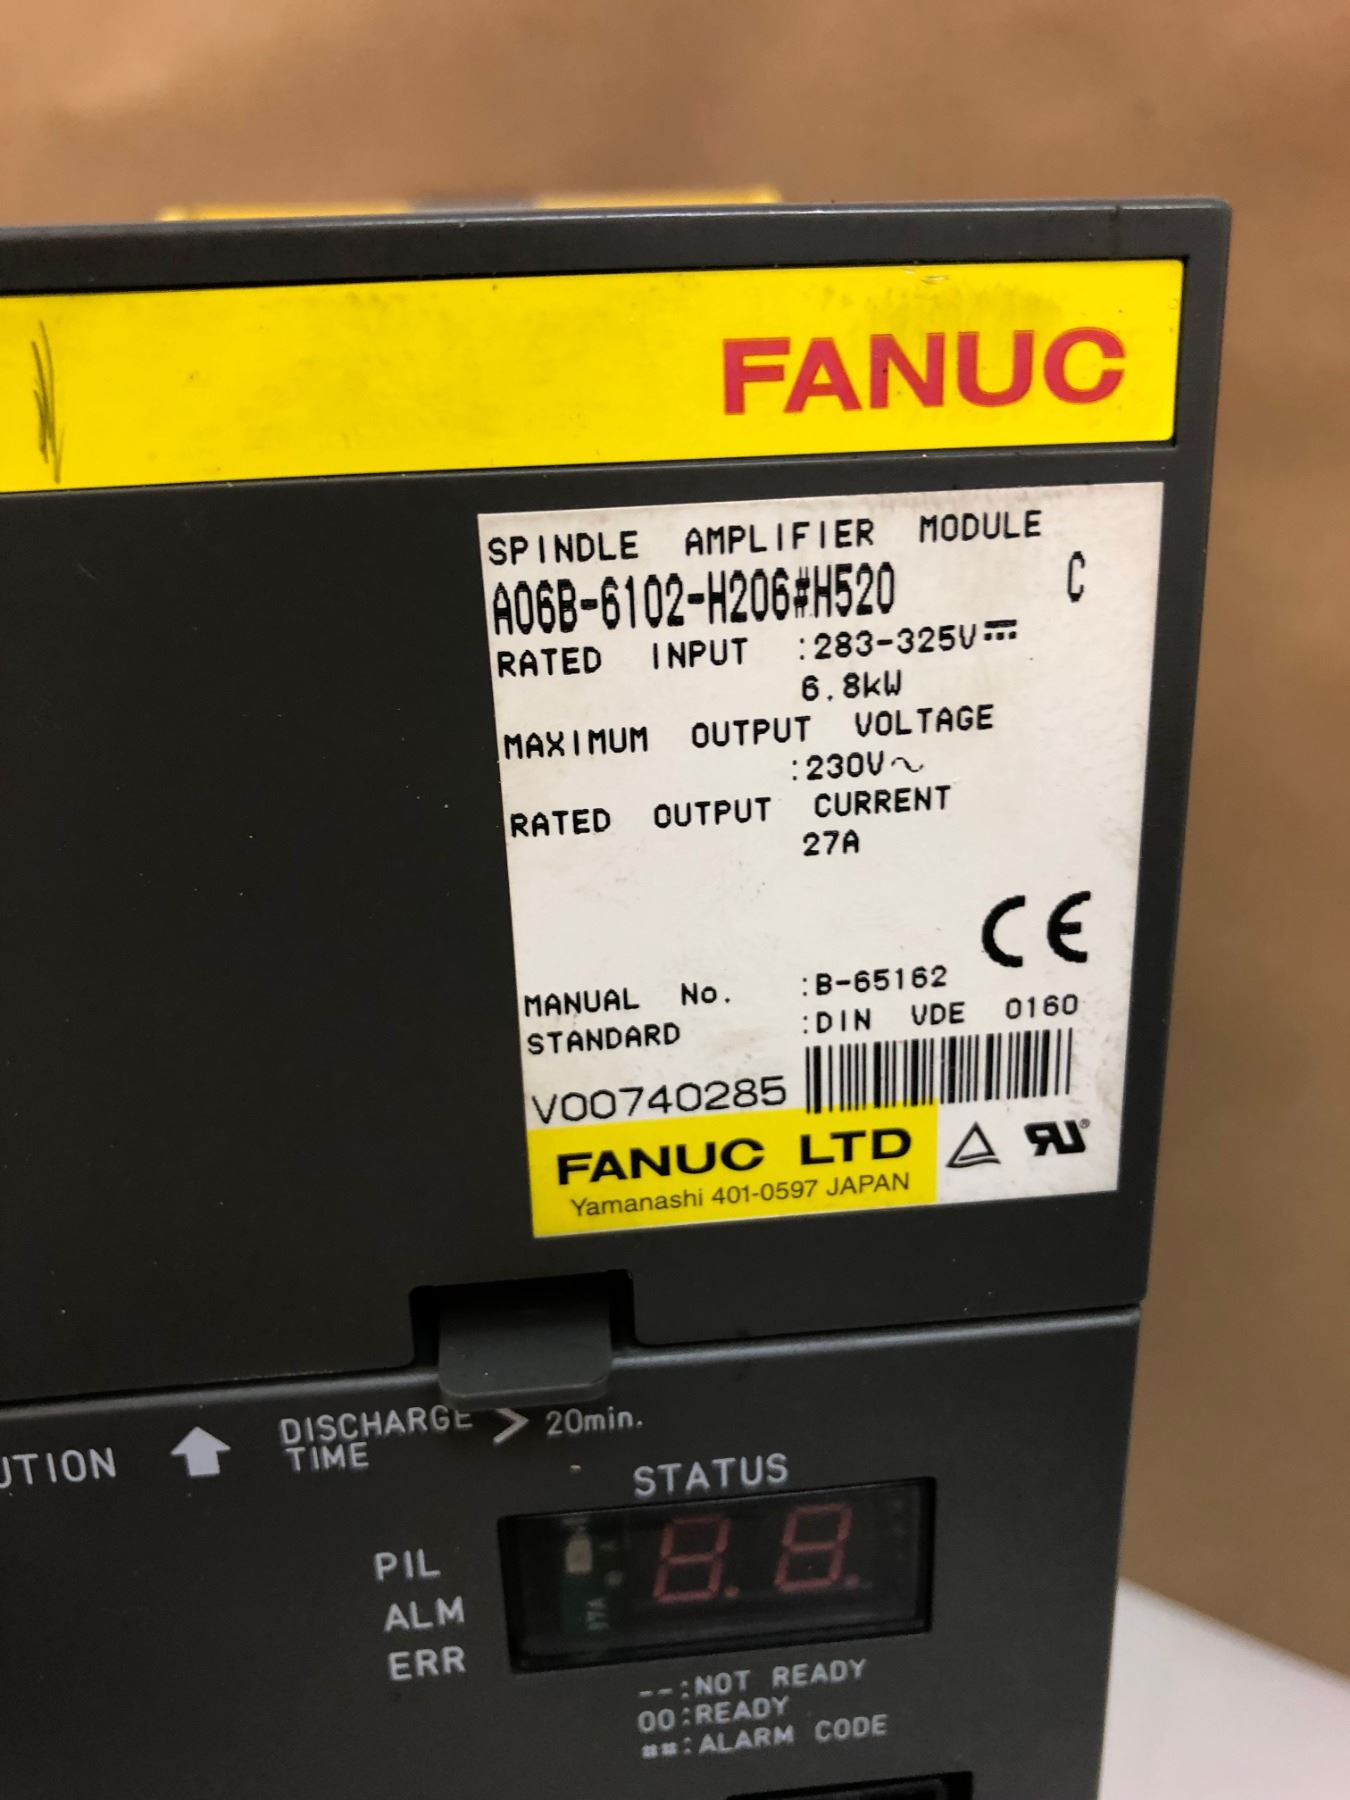 FANUC
SPINDLE AMPLIFIER MODULE
A06B-6102-H206#H520 C
RATED INPUT :283-325V⎓
6.8kW
MAXIMUM OUTPUT VOLTAGE
:230V~
RATED OUTPUT CURRENT
27A
CE
MANUAL No. :B-65162
STANDARD :DIN VDE 0160
V00740285
FANUC LTD
Yamanashi 401-0597 JAPAN
UTION DISCHARGE TIME > 20min.
STATUS
8.8.
PIL
ALM
ERR
--:NOT READY
00:READY
**:ALARM CODE